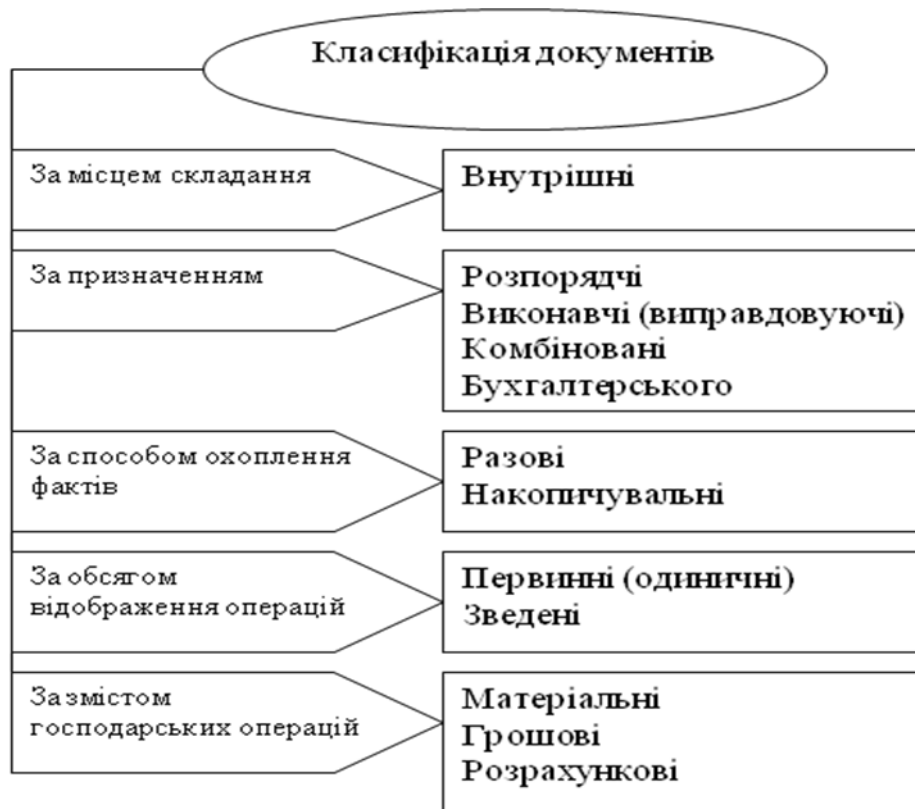 Класифікація документів
За місцем складання
Внутрішні
За призначенням
Розпорядчі
Виконавчі (виправдовуючі)
Комбіновані
Бухгалтерського
За способом охоплення
фактів
Разові
Накопичувальні
За обсягом
відображення операцій
Первинні (одиничні)
Зведені
За змістом
господарських операцій
Матеріальні
Грошові
Розрахункові